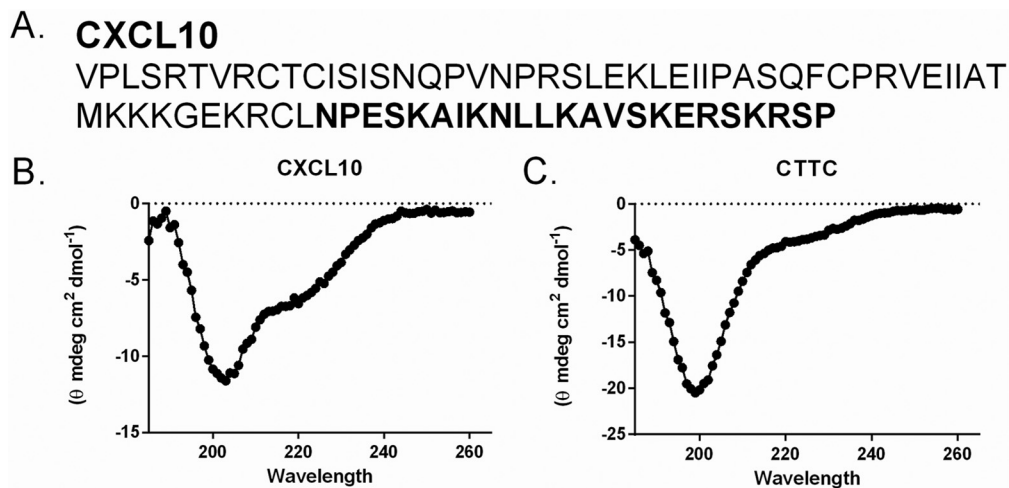 A.
CXCL10
VPLSRTVRCTCISISNQPVNPRSLEKLEIIPASQFCPRVEIIAT
MKKKGEKRCLNPESKAIKNLLKAVSKERSKRSP
B.
CXCL10
0
-5
-10
-15
(θ mdeg cm² dmol⁻¹)
200
220
240
260
Wavelength
C.
CTTC
0
-5
-10
-15
-20
-25
(θ mdeg cm² dmol⁻¹)
200
220
240
260
Wavelength